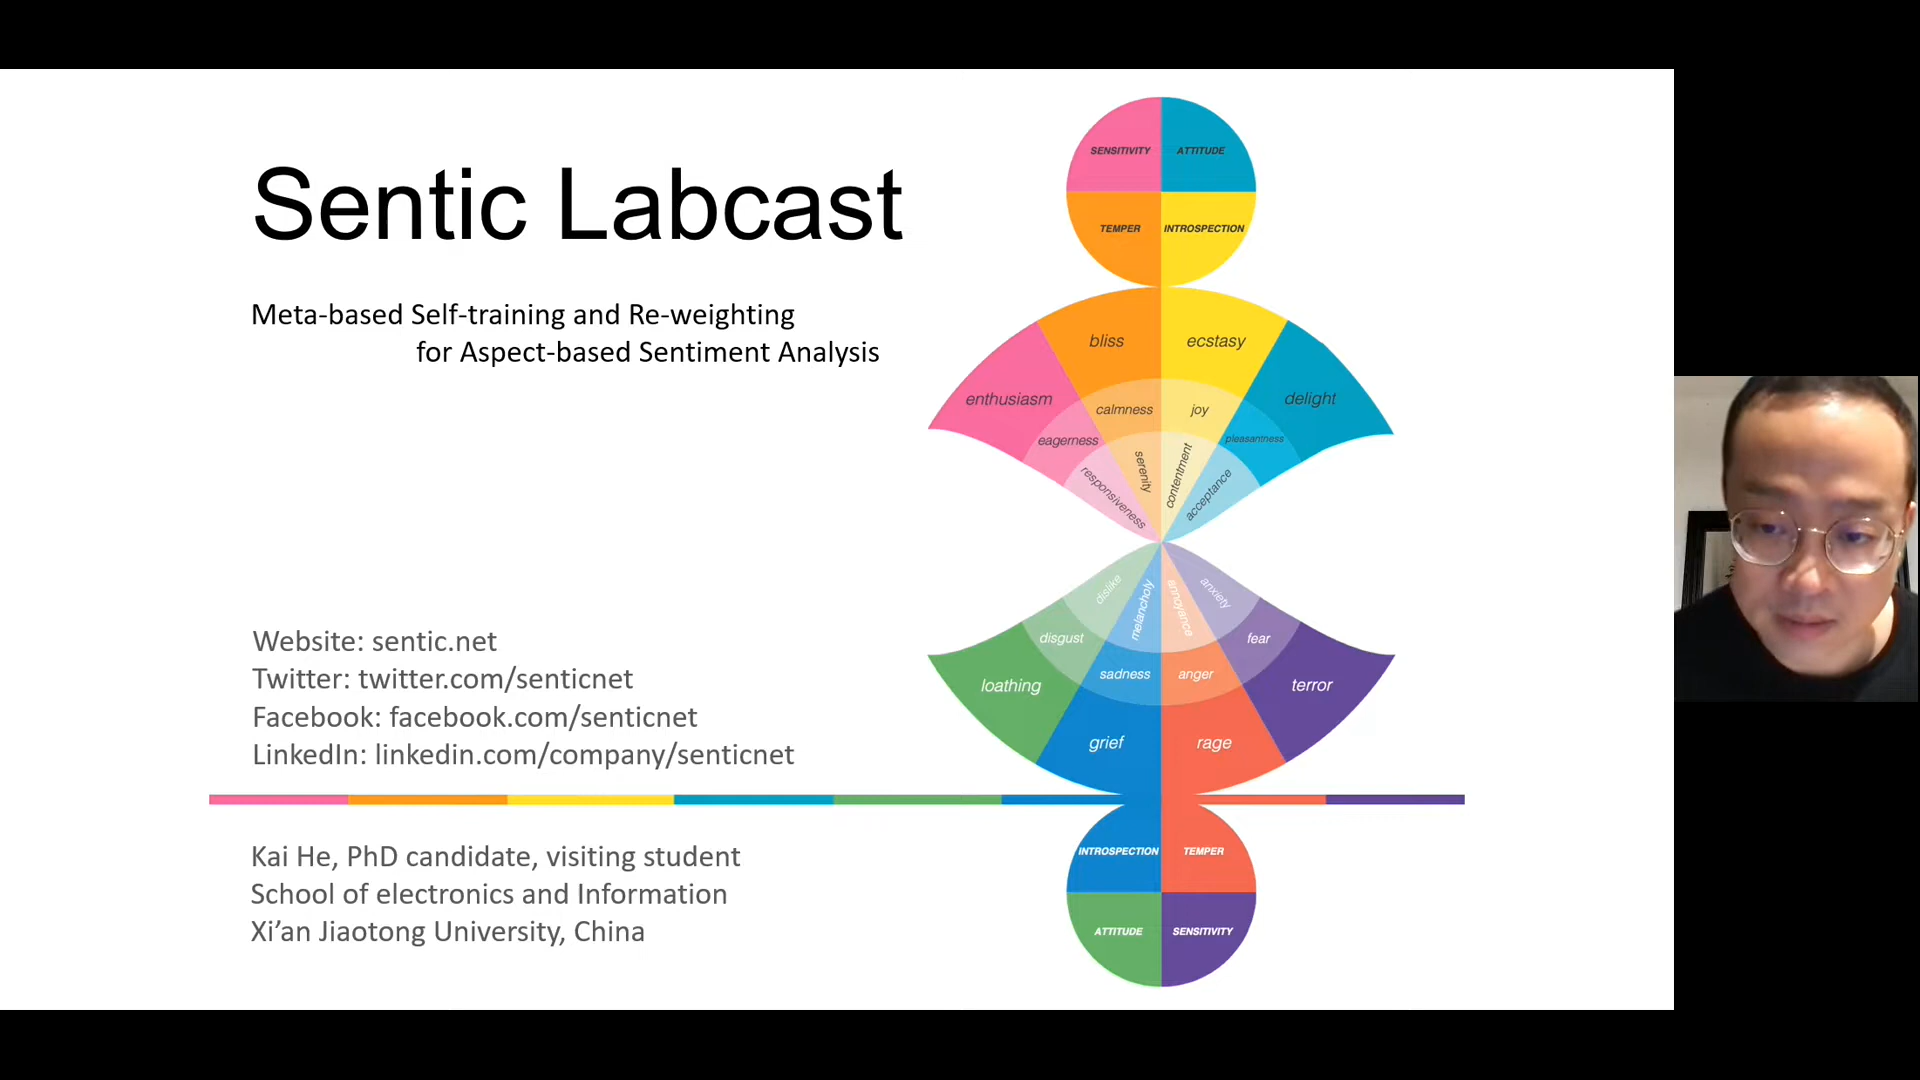 Sentic Labcast
Meta-based Self-training and Re-weighting
for Aspect-based Sentiment Analysis
Website: sentic.net
Twitter: twitter.com/senticnet
Facebook: facebook.com/senticnet
LinkedIn: linkedin.com/company/senticnet
Kai He, PhD candidate, visiting student
School of electronics and Information
Xi’an Jiaotong University, China
SENSITIVITY ATTITUDE
TEMPER INTROSPECTION
bliss ecstasy
enthusiasm delight
calmness joy
eagerness pleasantness
responsiveness serenity contentment acceptance
dislike melancholy annoyance anxiety
disgust fear
sadness anger
loathing terror
grief rage
INTROSPECTION TEMPER
ATTITUDE SENSITIVITY